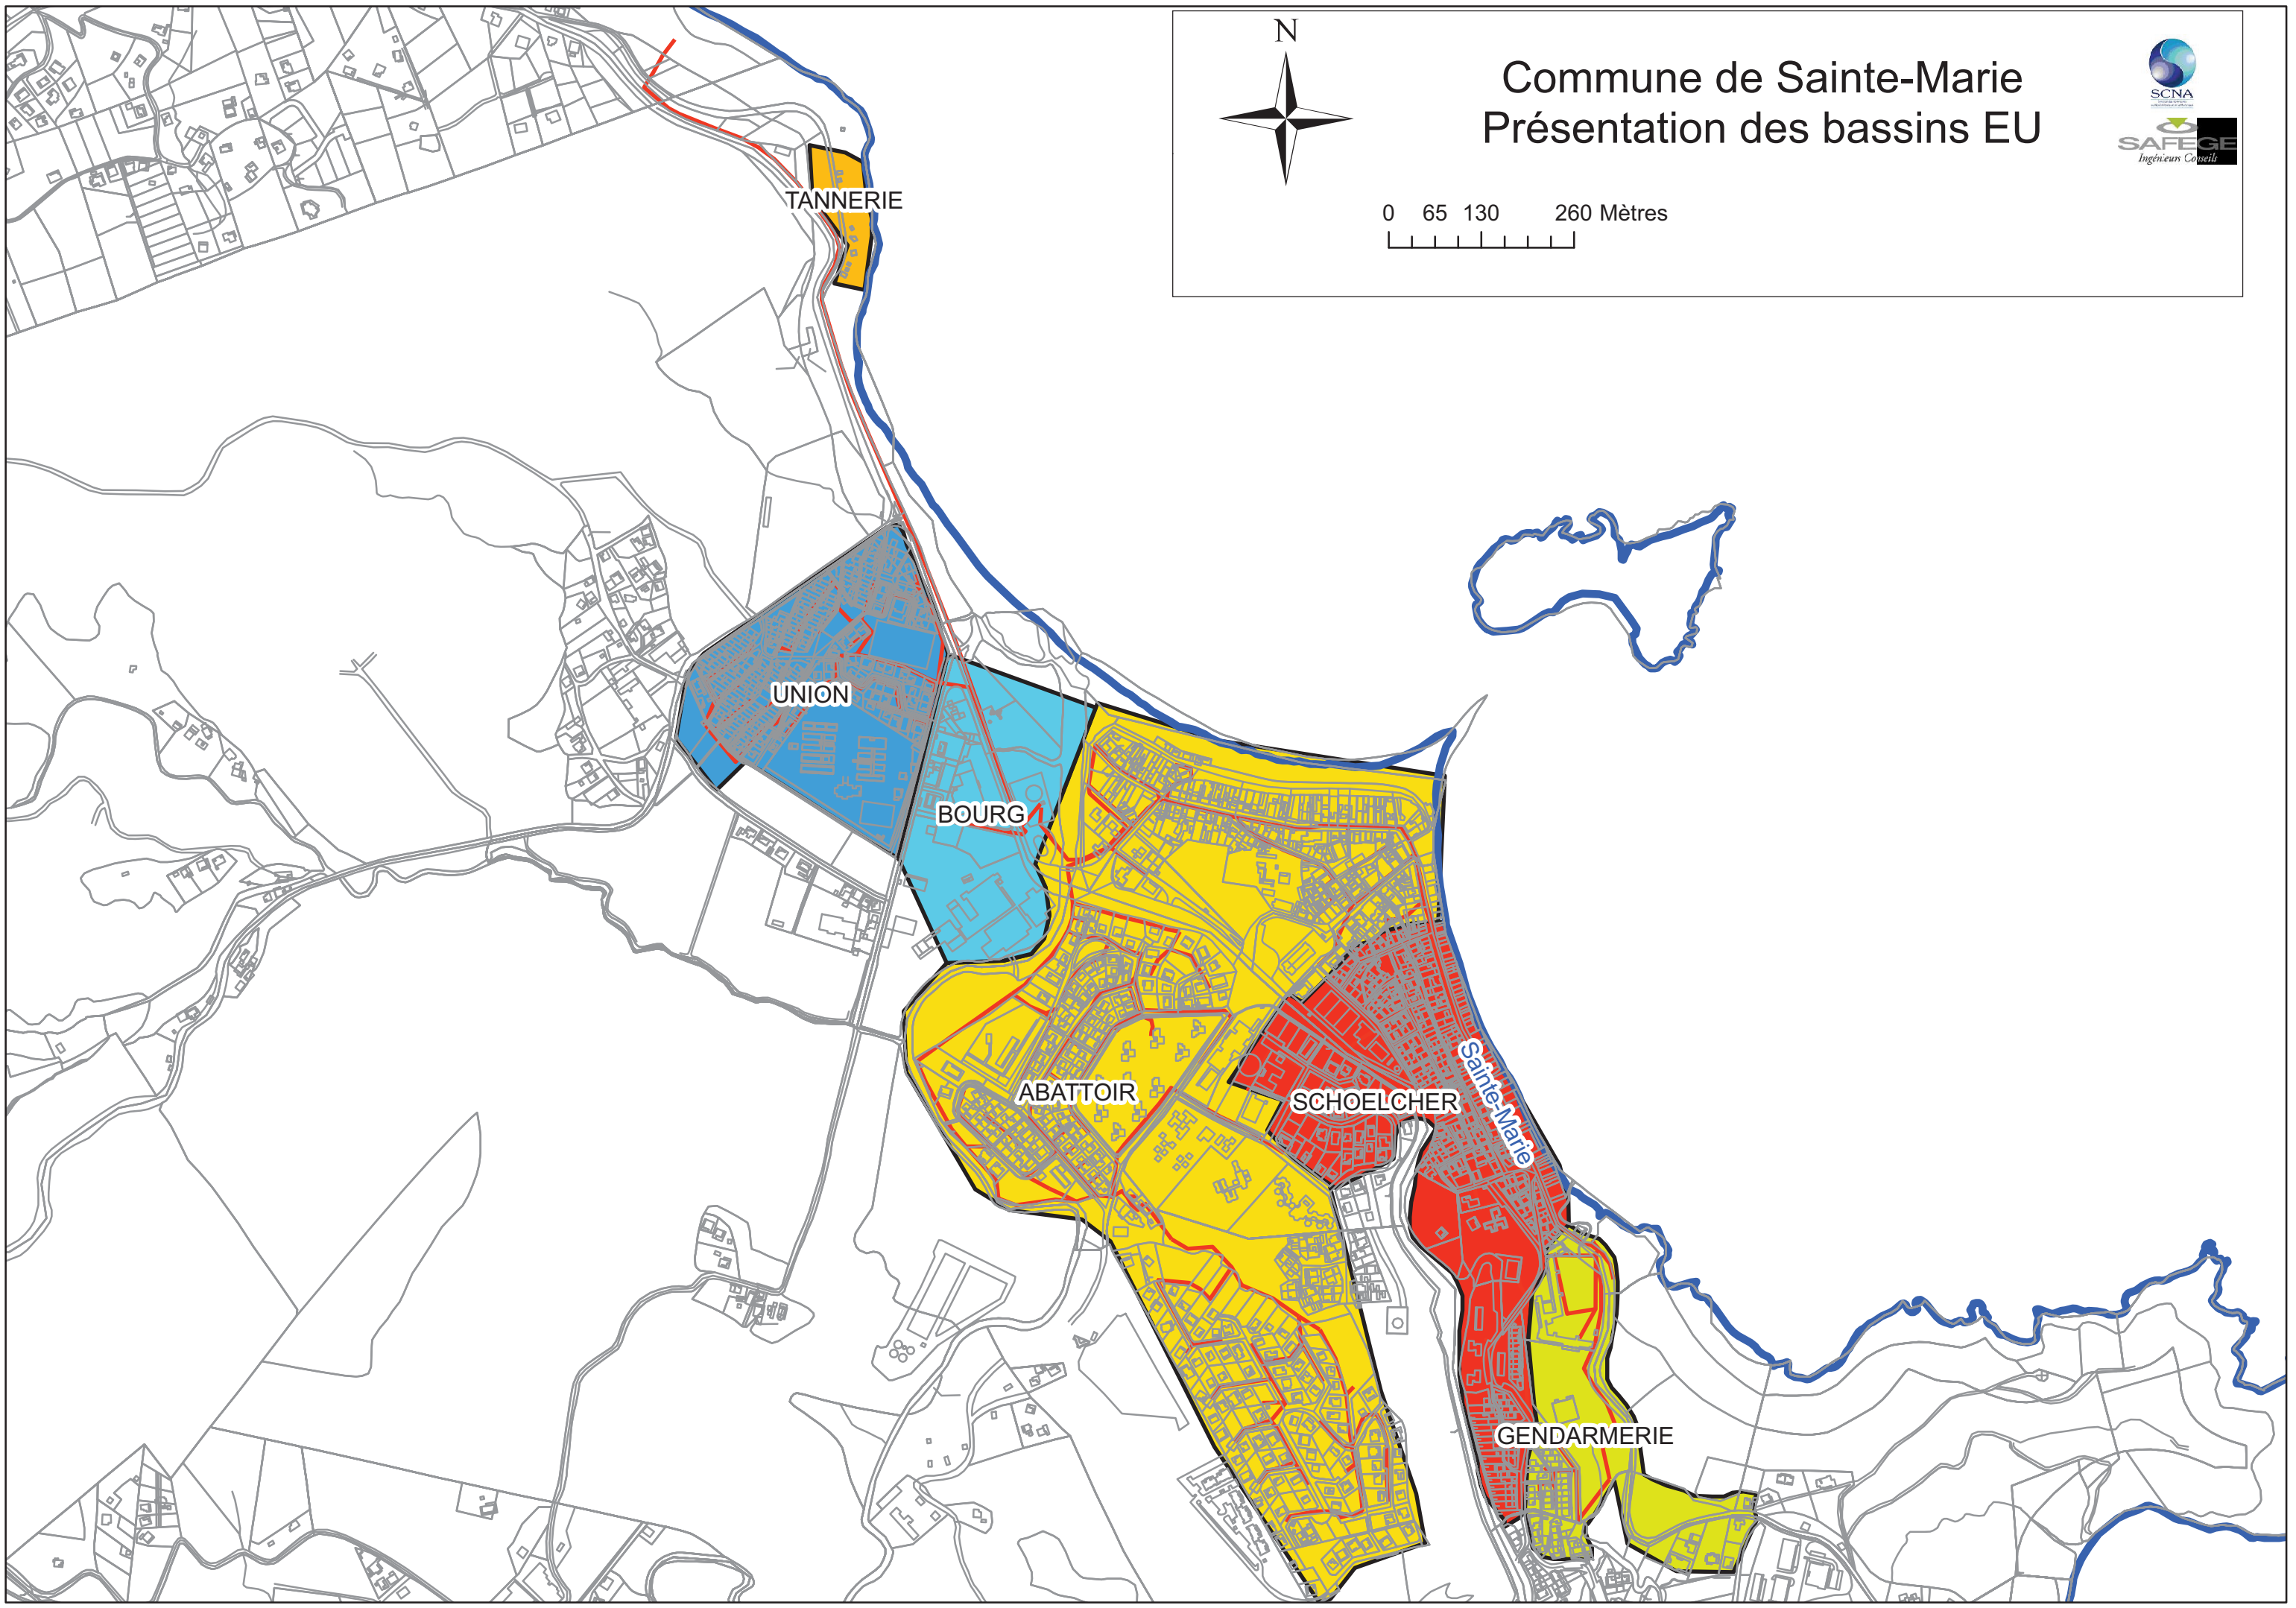 N
Commune de Sainte-Marie
Présentation des bassins EU
SCNA
SAFEGE
Ingénieurs Conseils
0 65 130 260 Mètres
TANNERIE
UNION
BOURG
ABATTOIR
SCHOELCHER
Sainte-Marie
GENDARMERIE